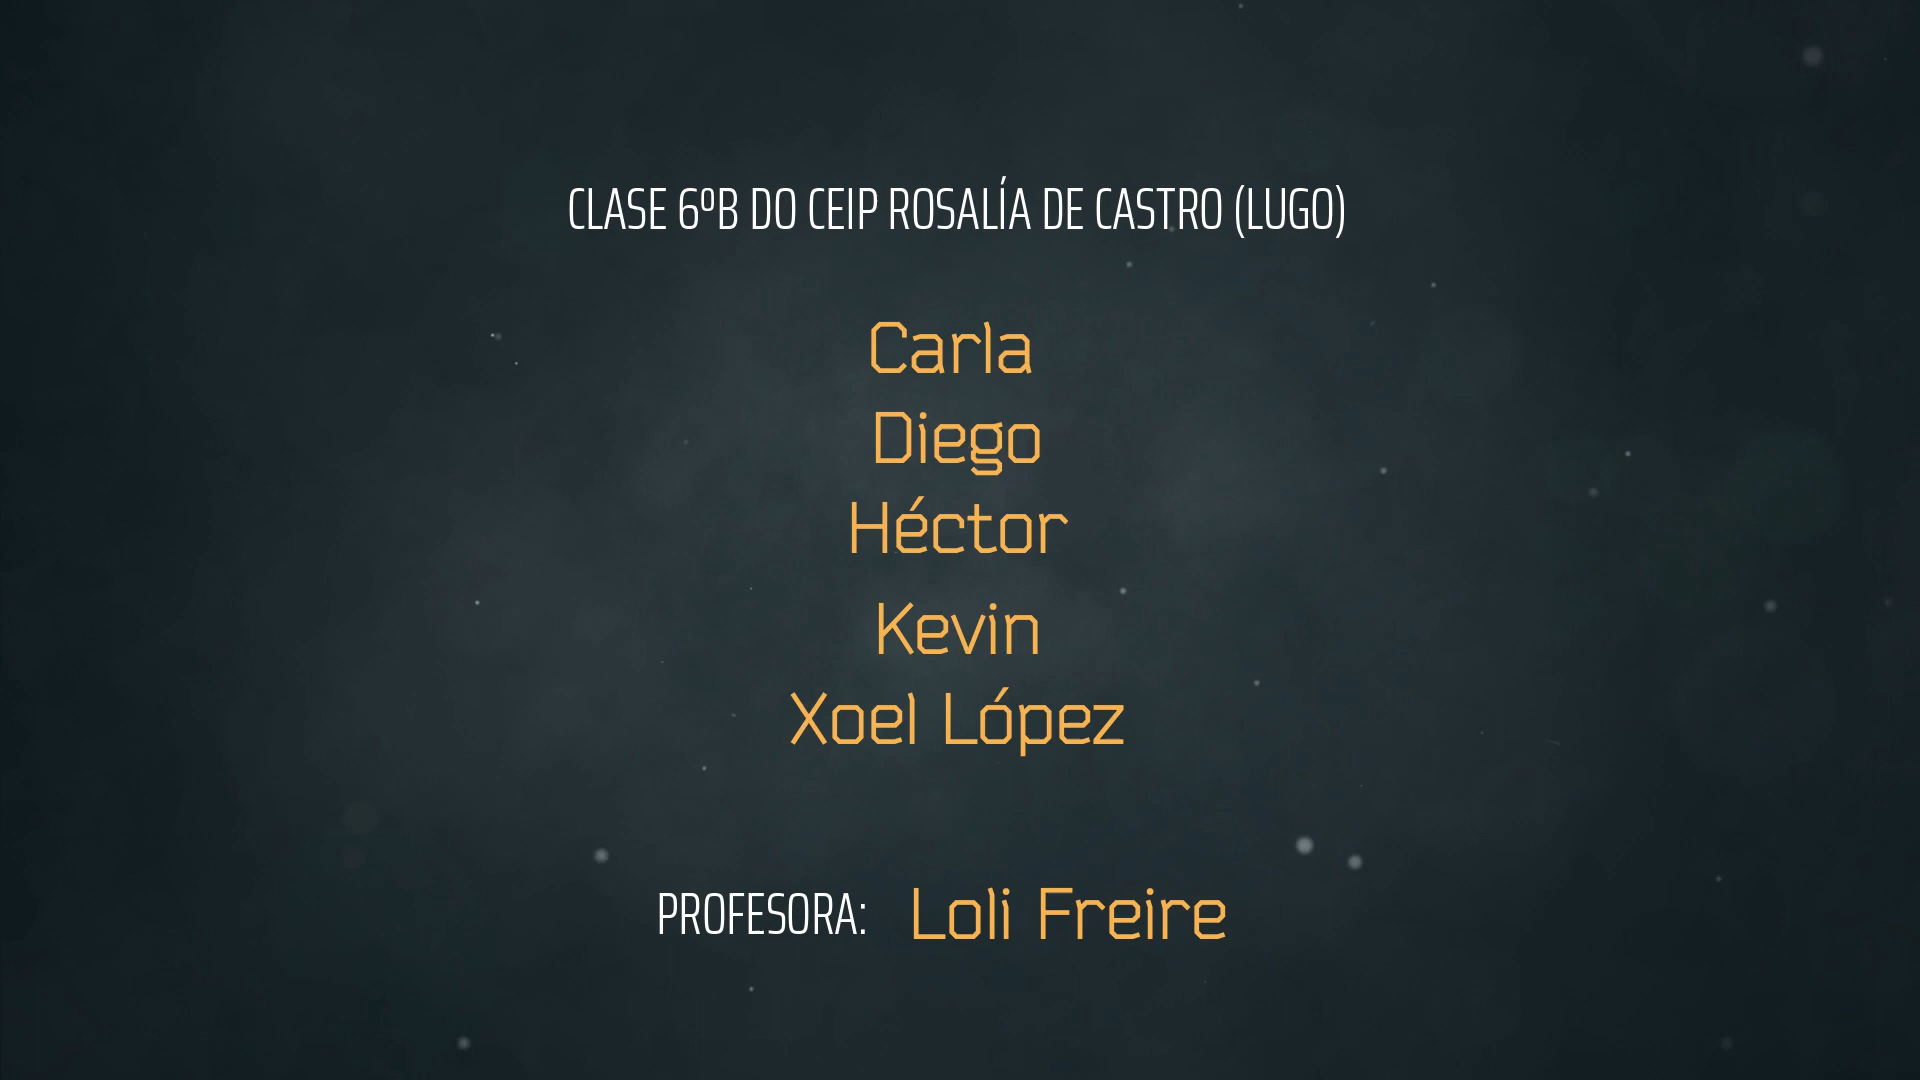 CLASE 6ºB DO CEIP ROSALÍA DE CASTRO (LUGO)
Carla
Diego
Héctor
Kevin
Xoel López
PROFESORA: Loli Freire